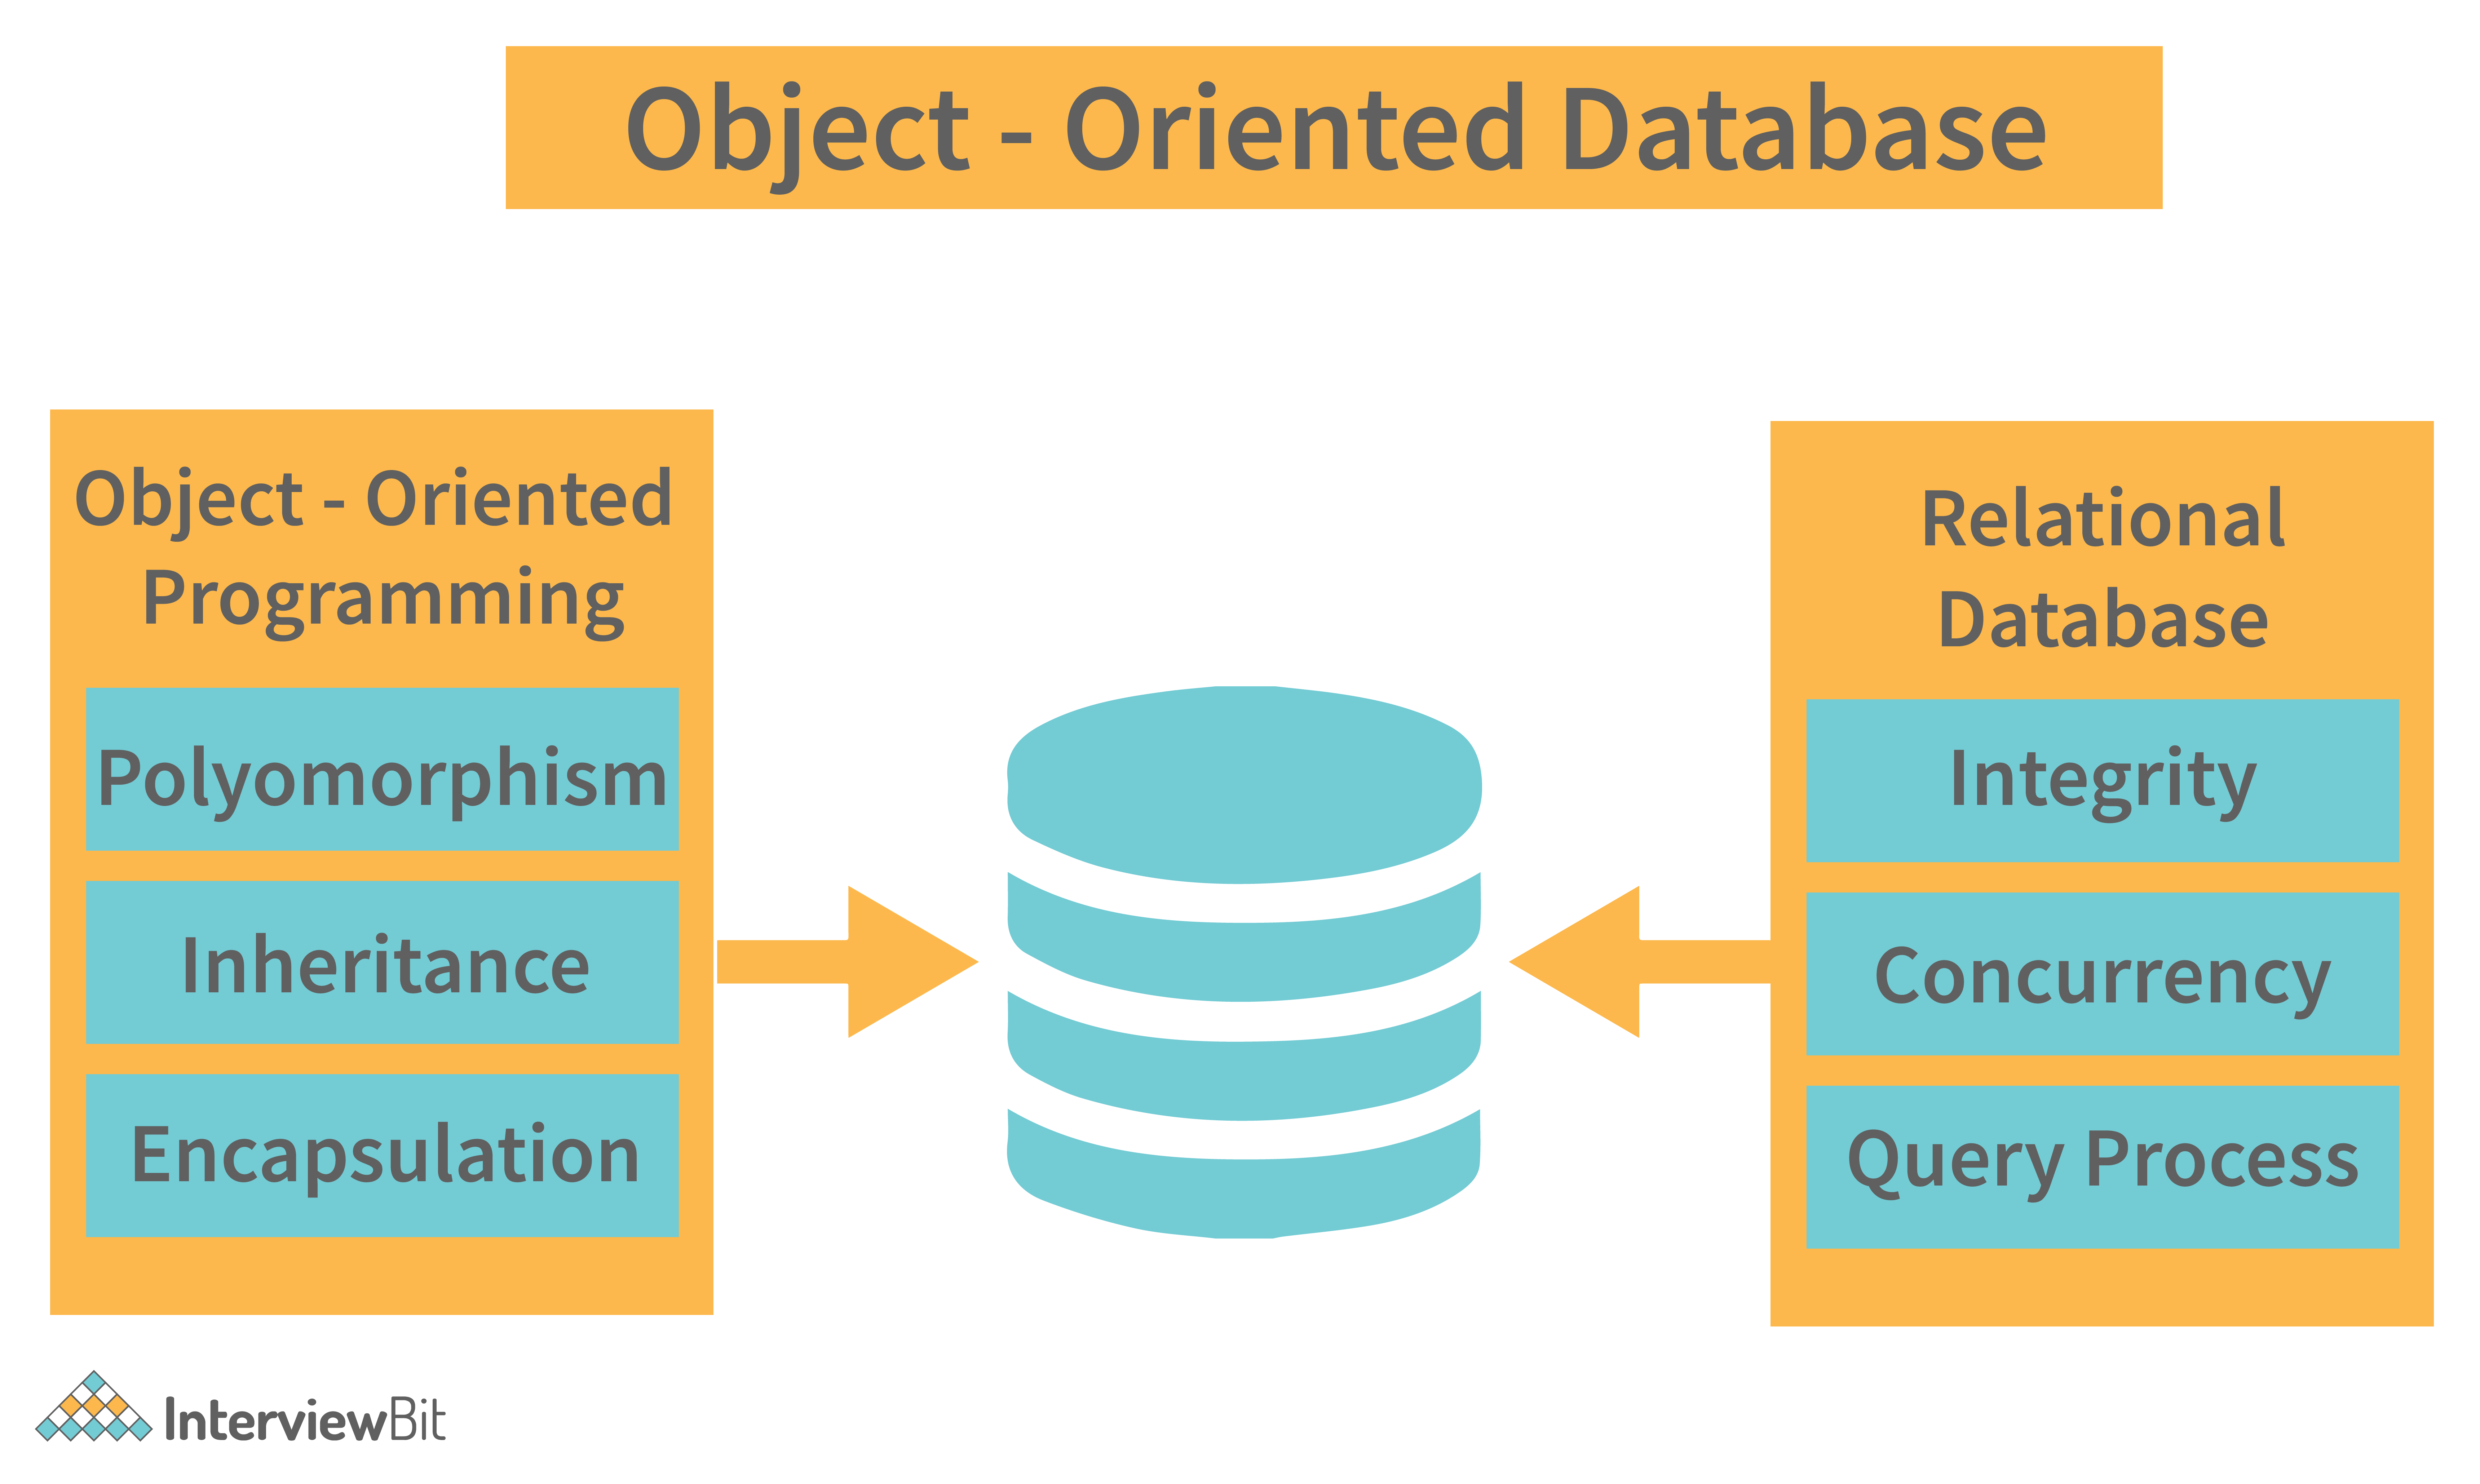 Object - Oriented Database
Object - Oriented
Programming
Polyomorphism
Inheritance
Encapsulation
Relational
Database
Integrity
Concurrency
Query Process
InterviewBit